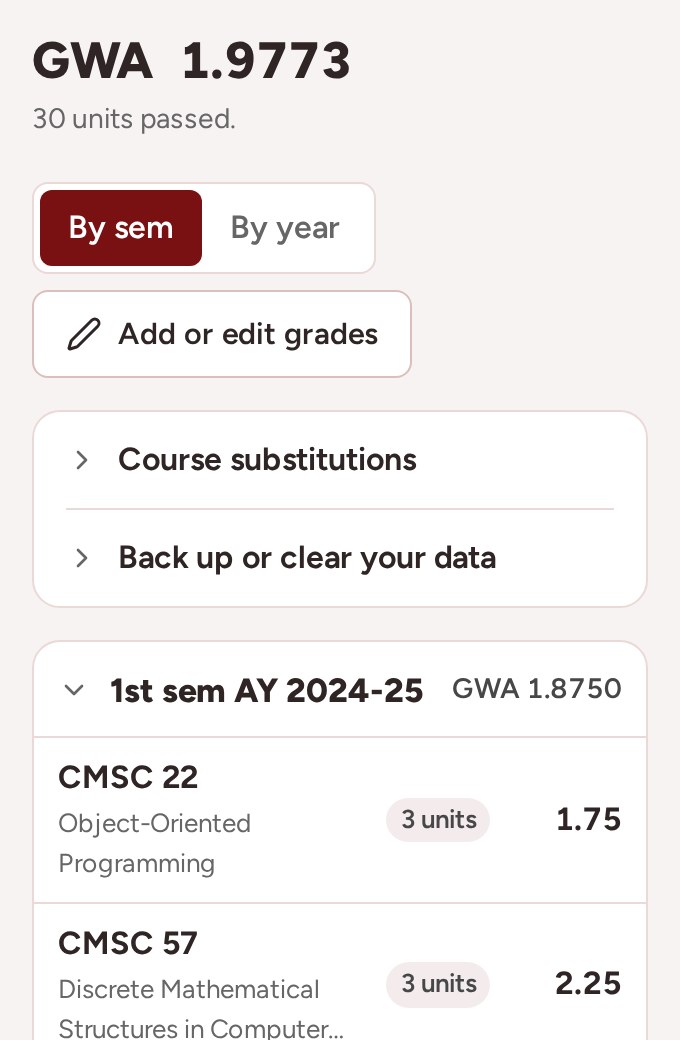 GWA 1.9773
30 units passed.
By sem By year
Add or edit grades
Course substitutions
Back up or clear your data
1st sem AY 2024-25 GWA 1.8750
CMSC 22
Object-Oriented
Programming
3 units
1.75
CMSC 57
Discrete Mathematical
Structures in Computer...
3 units
2.25